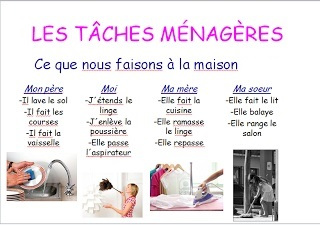 LES TÂCHES MÉNAGÈRES
Ce que nous faisons à la maison
Mon père
-Il lave le sol
-Il fait les
courses
-Il fait la
vaisselle
Moi
-J'étends le
linge
-J'enlève la
poussière
-Elle passe
l'aspirateur
Ma mère
-Elle fait la
cuisine
-Elle ramasse
le linge
-Elle repasse
Ma soeur
-Elle fait le lit
-Elle balaye
-Elle range le
salon